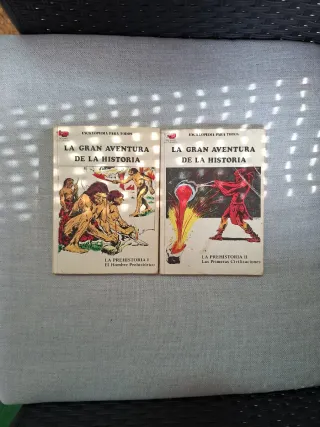 ENCICLOPEDIA PARA TODOS
LA GRAN AVENTURA
DE LA HISTORIA
LA PREHISTORIA I
El Hombre Prehistórico
ENCICLOPEDIA PARA TODOS
LA GRAN AVENTURA
DE LA HISTORIA
LA PREHISTORIA II
Las Primeras Civilizaciones